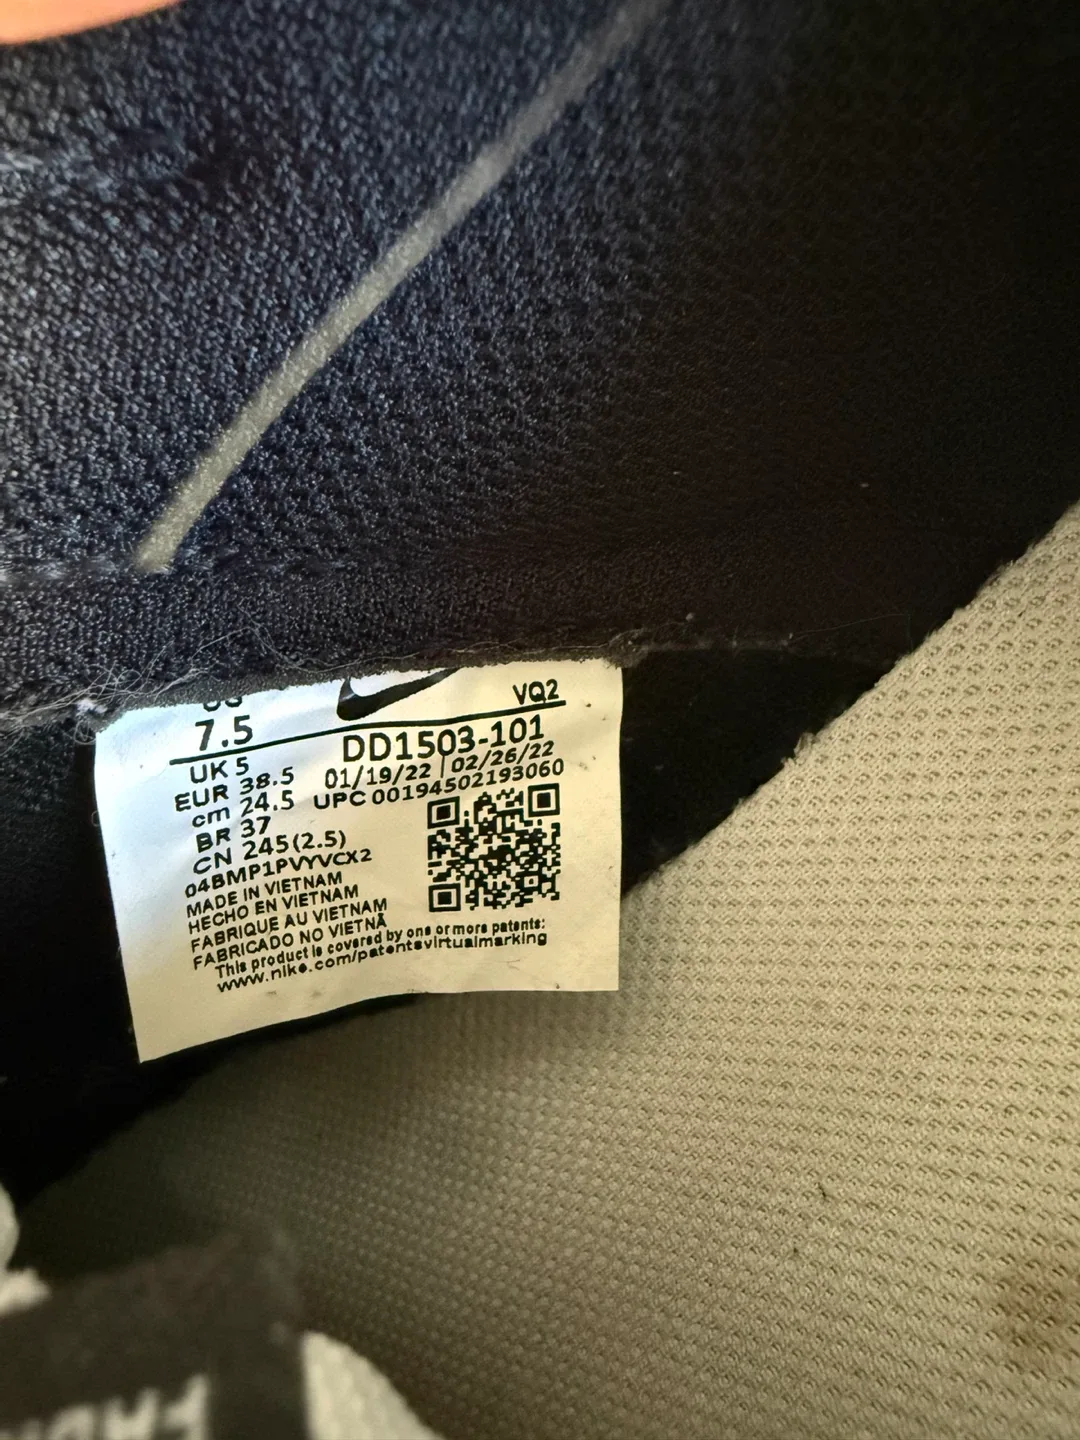 7.5
VQ2
UK 5
DD1503-101
EUR 38.5
01/19/22 | 02/26/22
cm 24.5
UPC 00194502193060
BR 37
CN 245(2.5)
04BMP1PVYVCX2
MADE IN VIETNAM
HECHO EN VIETNAM
FABRIQUE AU VIETNAM
FABRICADO NO VIETNÃ
This product is covered by one or more patents:
www.nike.com/patentsvirtualmarking